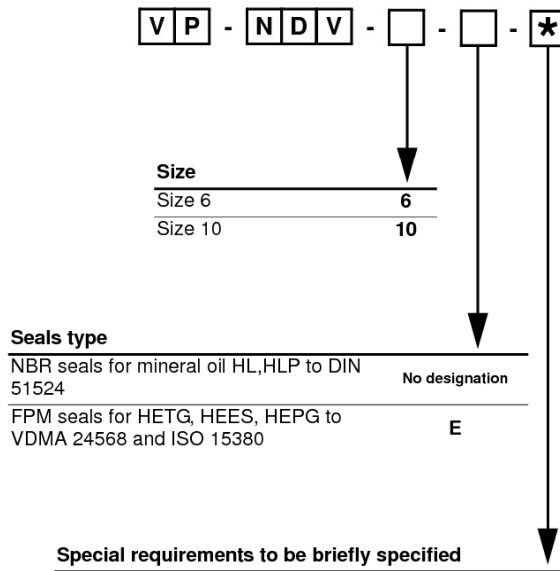 VP - NDV - □ - □ - *
Size
Size 6 6
Size 10 10
Seals type
NBR seals for mineral oil HL,HLP to DIN
51524
No designation
FPM seals for HETG, HEES, HEPG to
VDMA 24568 and ISO 15380
E
Special requirements to be briefly specified